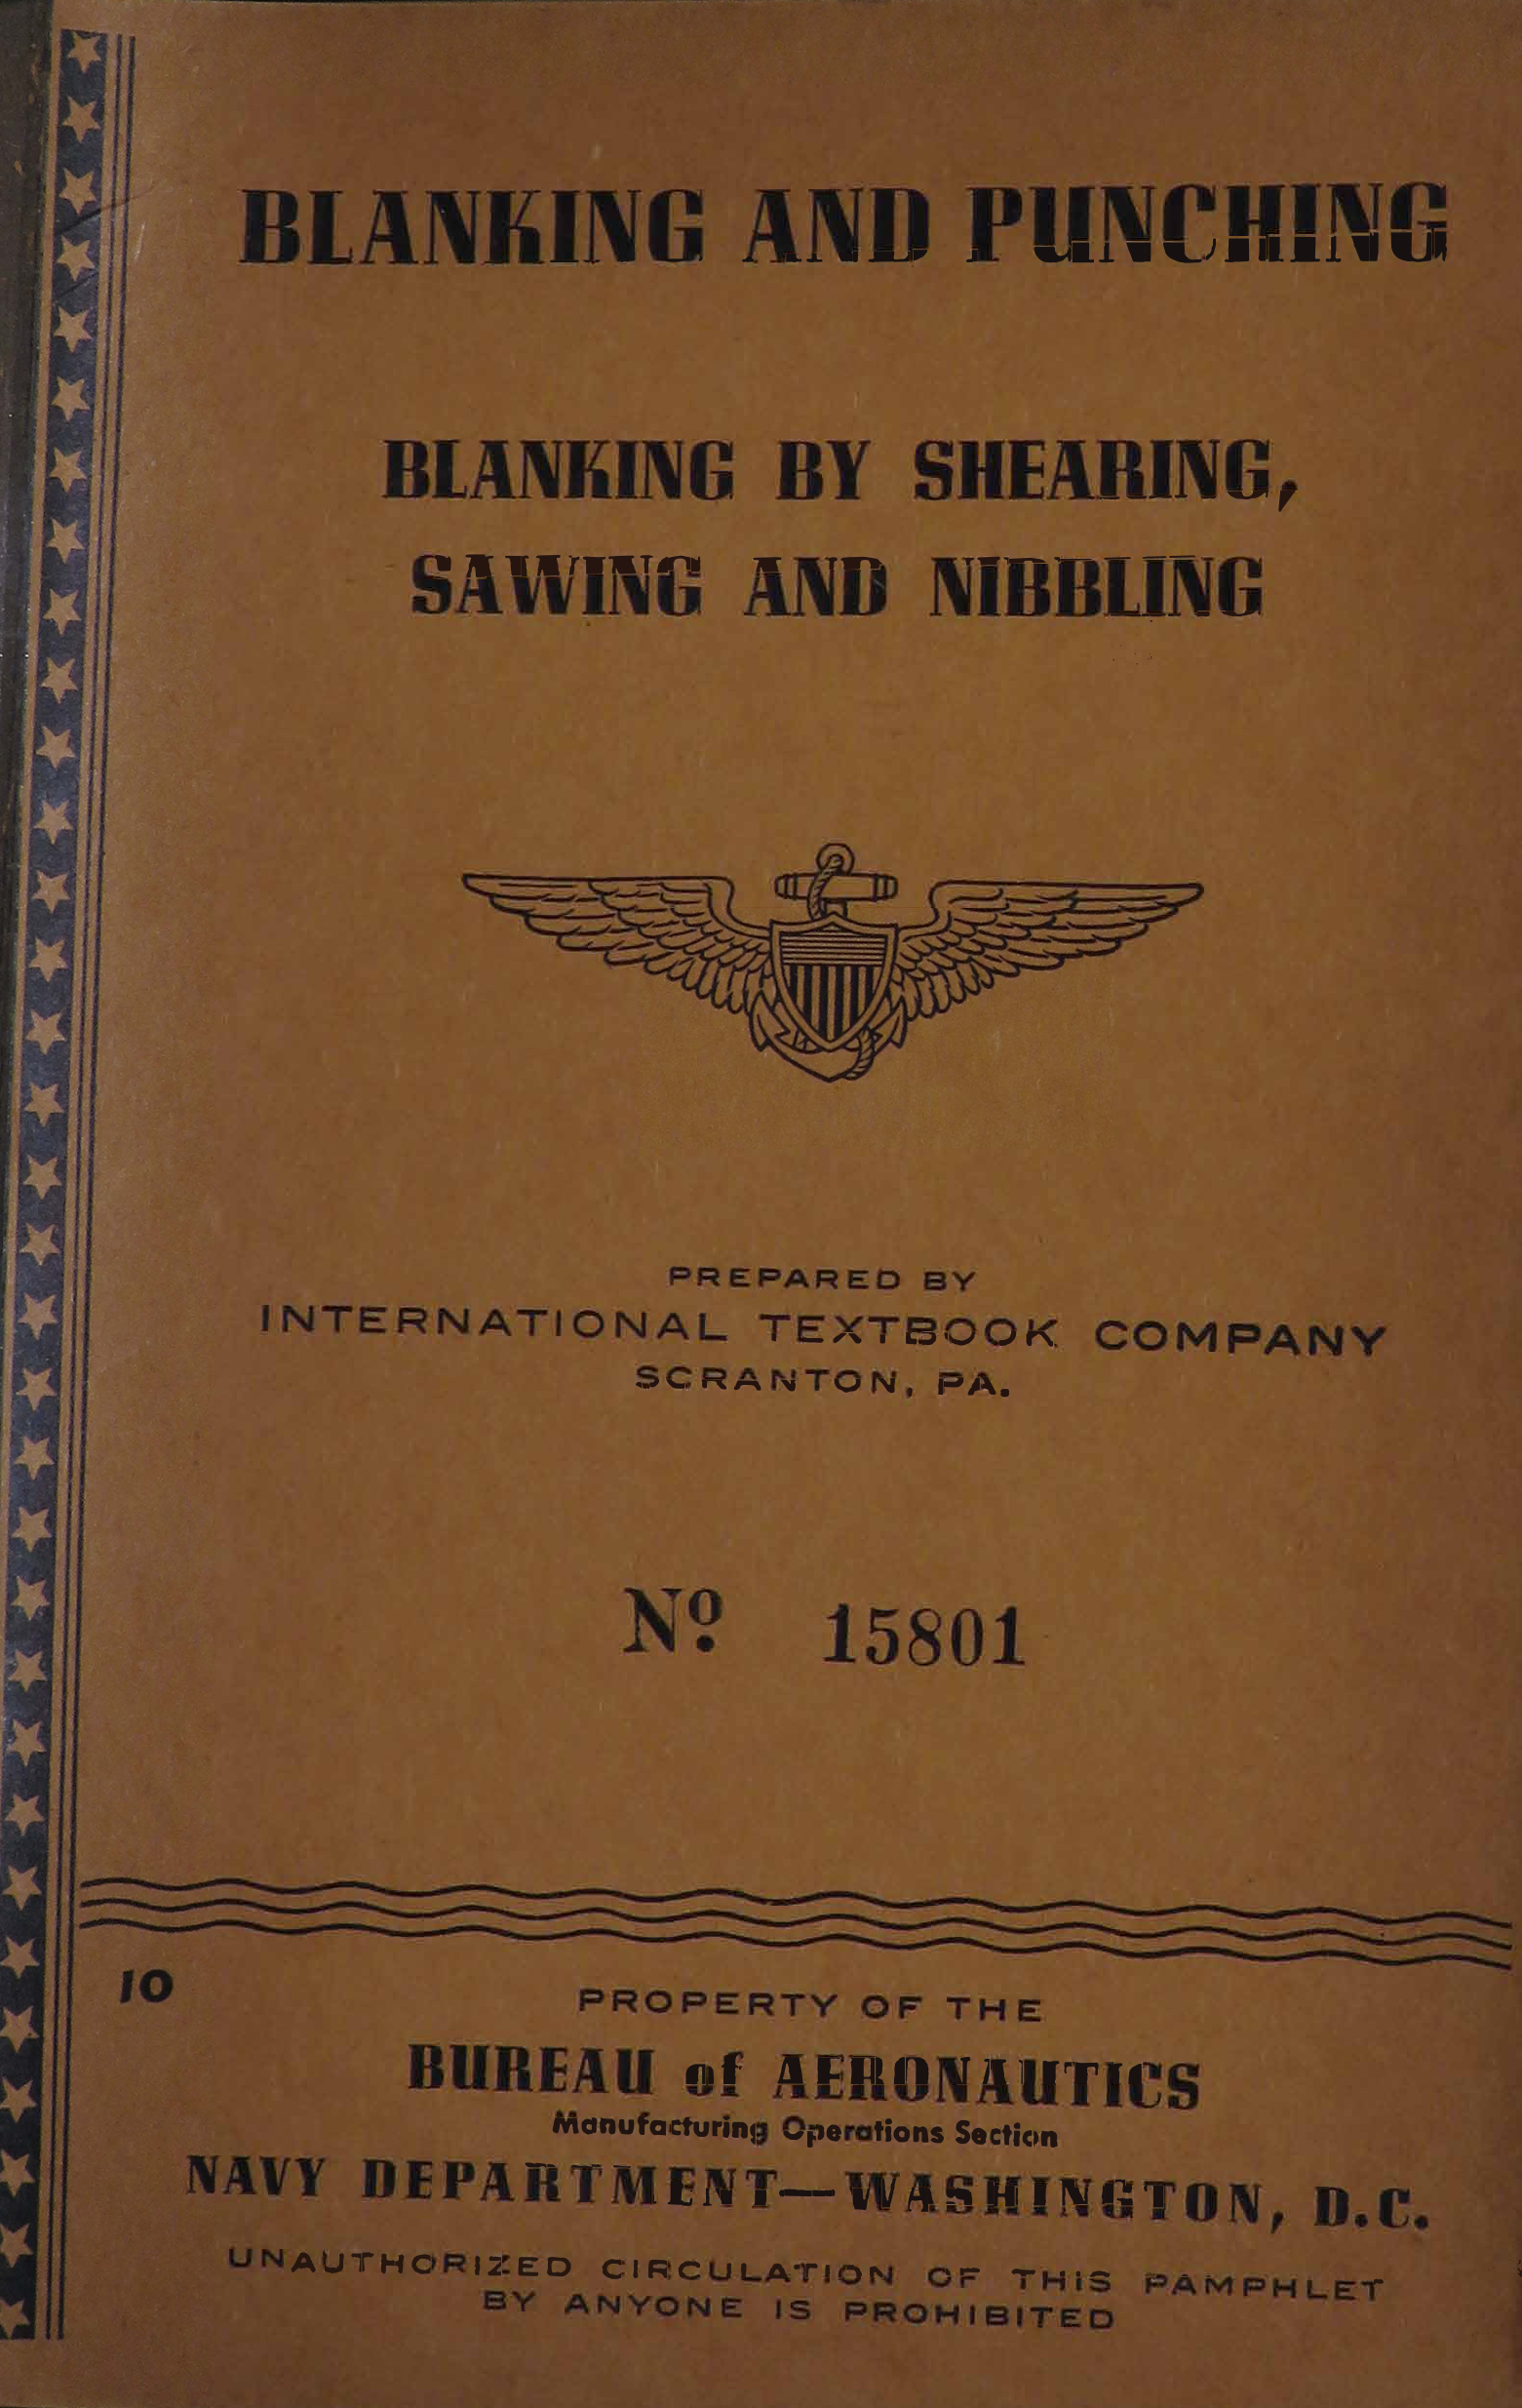 BLANKING AND PUNCHING
BLANKING BY SHEARING,
SAWING AND NIBBLING
PREPARED BY
INTERNATIONAL TEXTBOOK COMPANY
SCRANTON, PA.
Nº 15801
10
PROPERTY OF THE
BUREAU of AERONAUTICS
Manufacturing Operations Section
NAVY DEPARTMENT—WASHINGTON, D.C.
UNAUTHORIZED CIRCULATION OF THIS PAMPHLET
BY ANYONE IS PROHIBITED